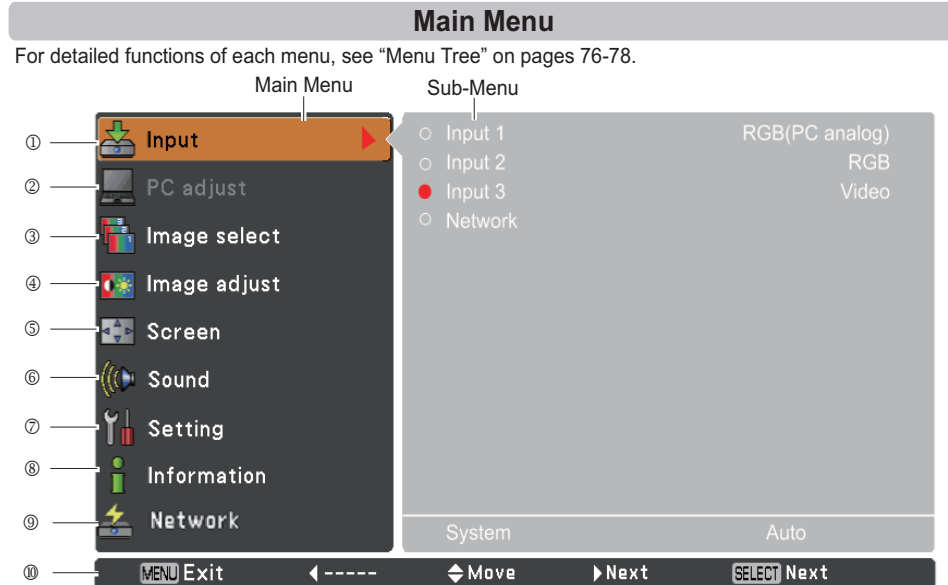 Main Menu
For detailed functions of each menu, see “Menu Tree” on pages 76-78.
Main Menu
Sub-Menu
① Input
② PC adjust
③ Image select
④ Image adjust
⑤ Screen
⑥ Sound
⑦ Setting
⑧ Information
⑨ Network
Input 1 RGB(PC analog)
Input 2 RGB
Input 3 Video
Network
System Auto
⑩ MENU Exit ◀----- Move ▶Next SELECT Next